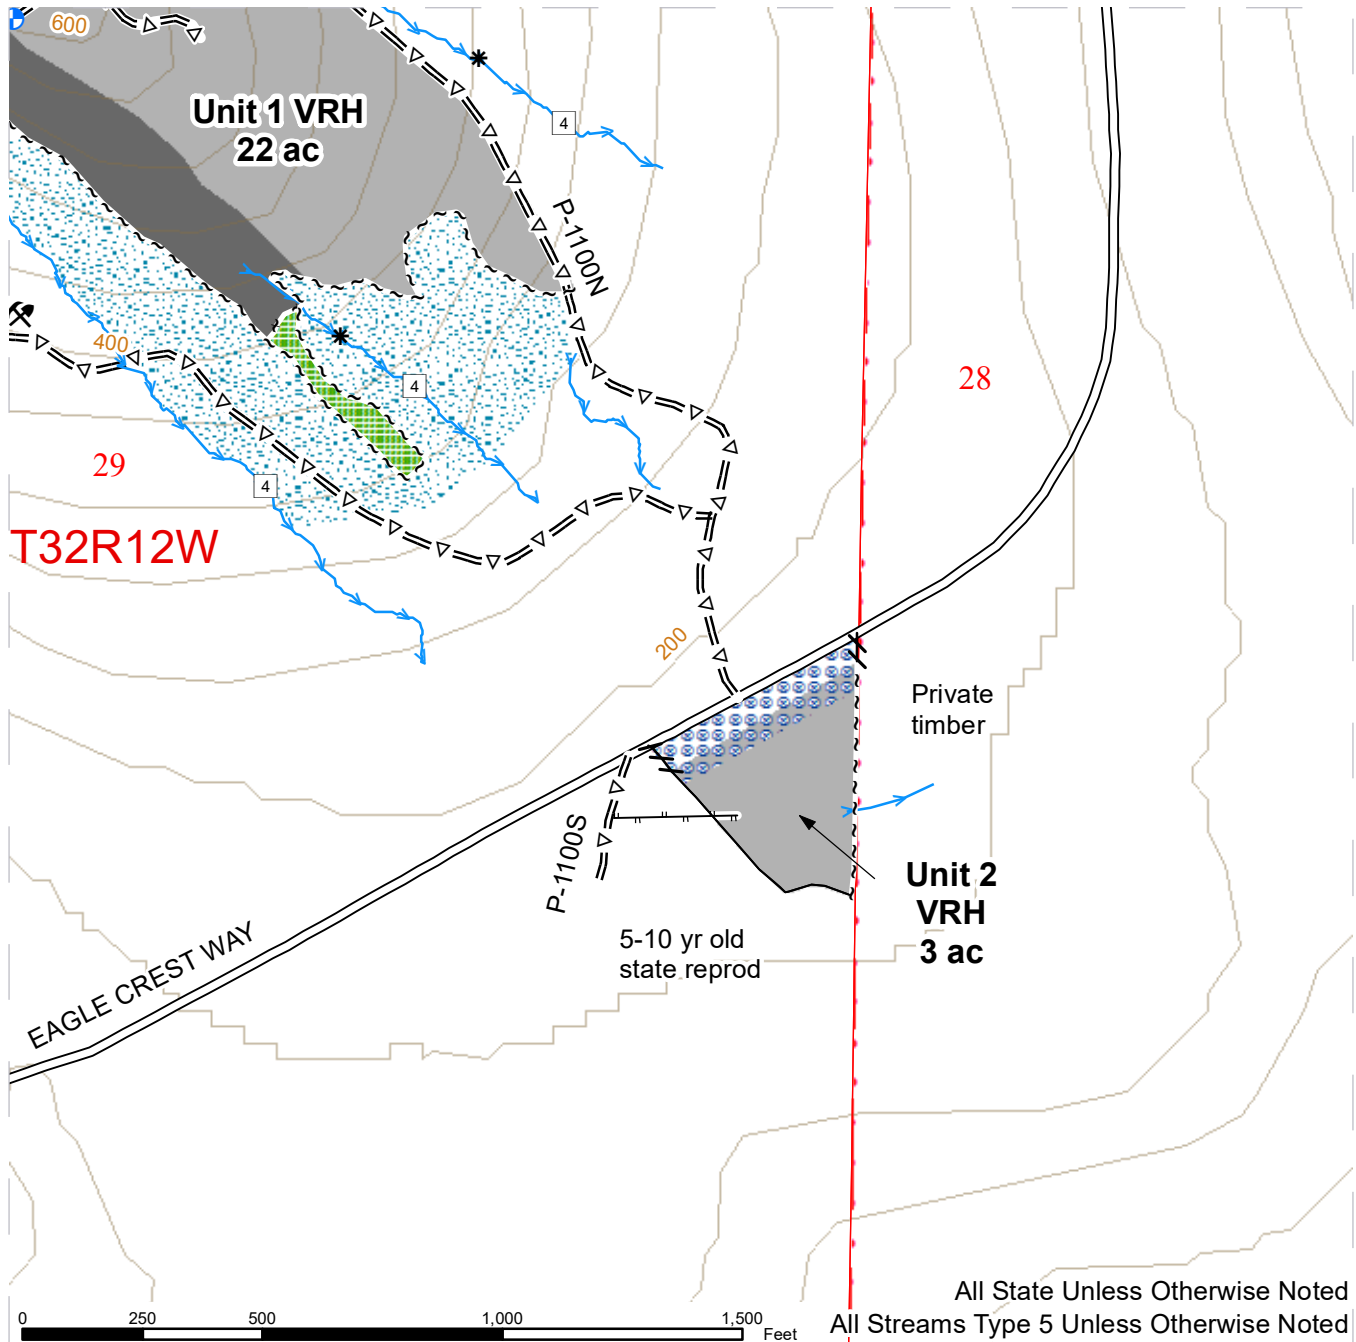 600
Unit 1 VRH
22 ac
4
P-1100N
400
4
28
29
4
T32R12W
200
Private
timber
P-1100S
Unit 2
VRH
3 ac
5-10 yr old
state reprod
EAGLE CREST WAY
All State Unless Otherwise Noted
0 250 500 1,000 1,500 Feet
All Streams Type 5 Unless Otherwise Noted